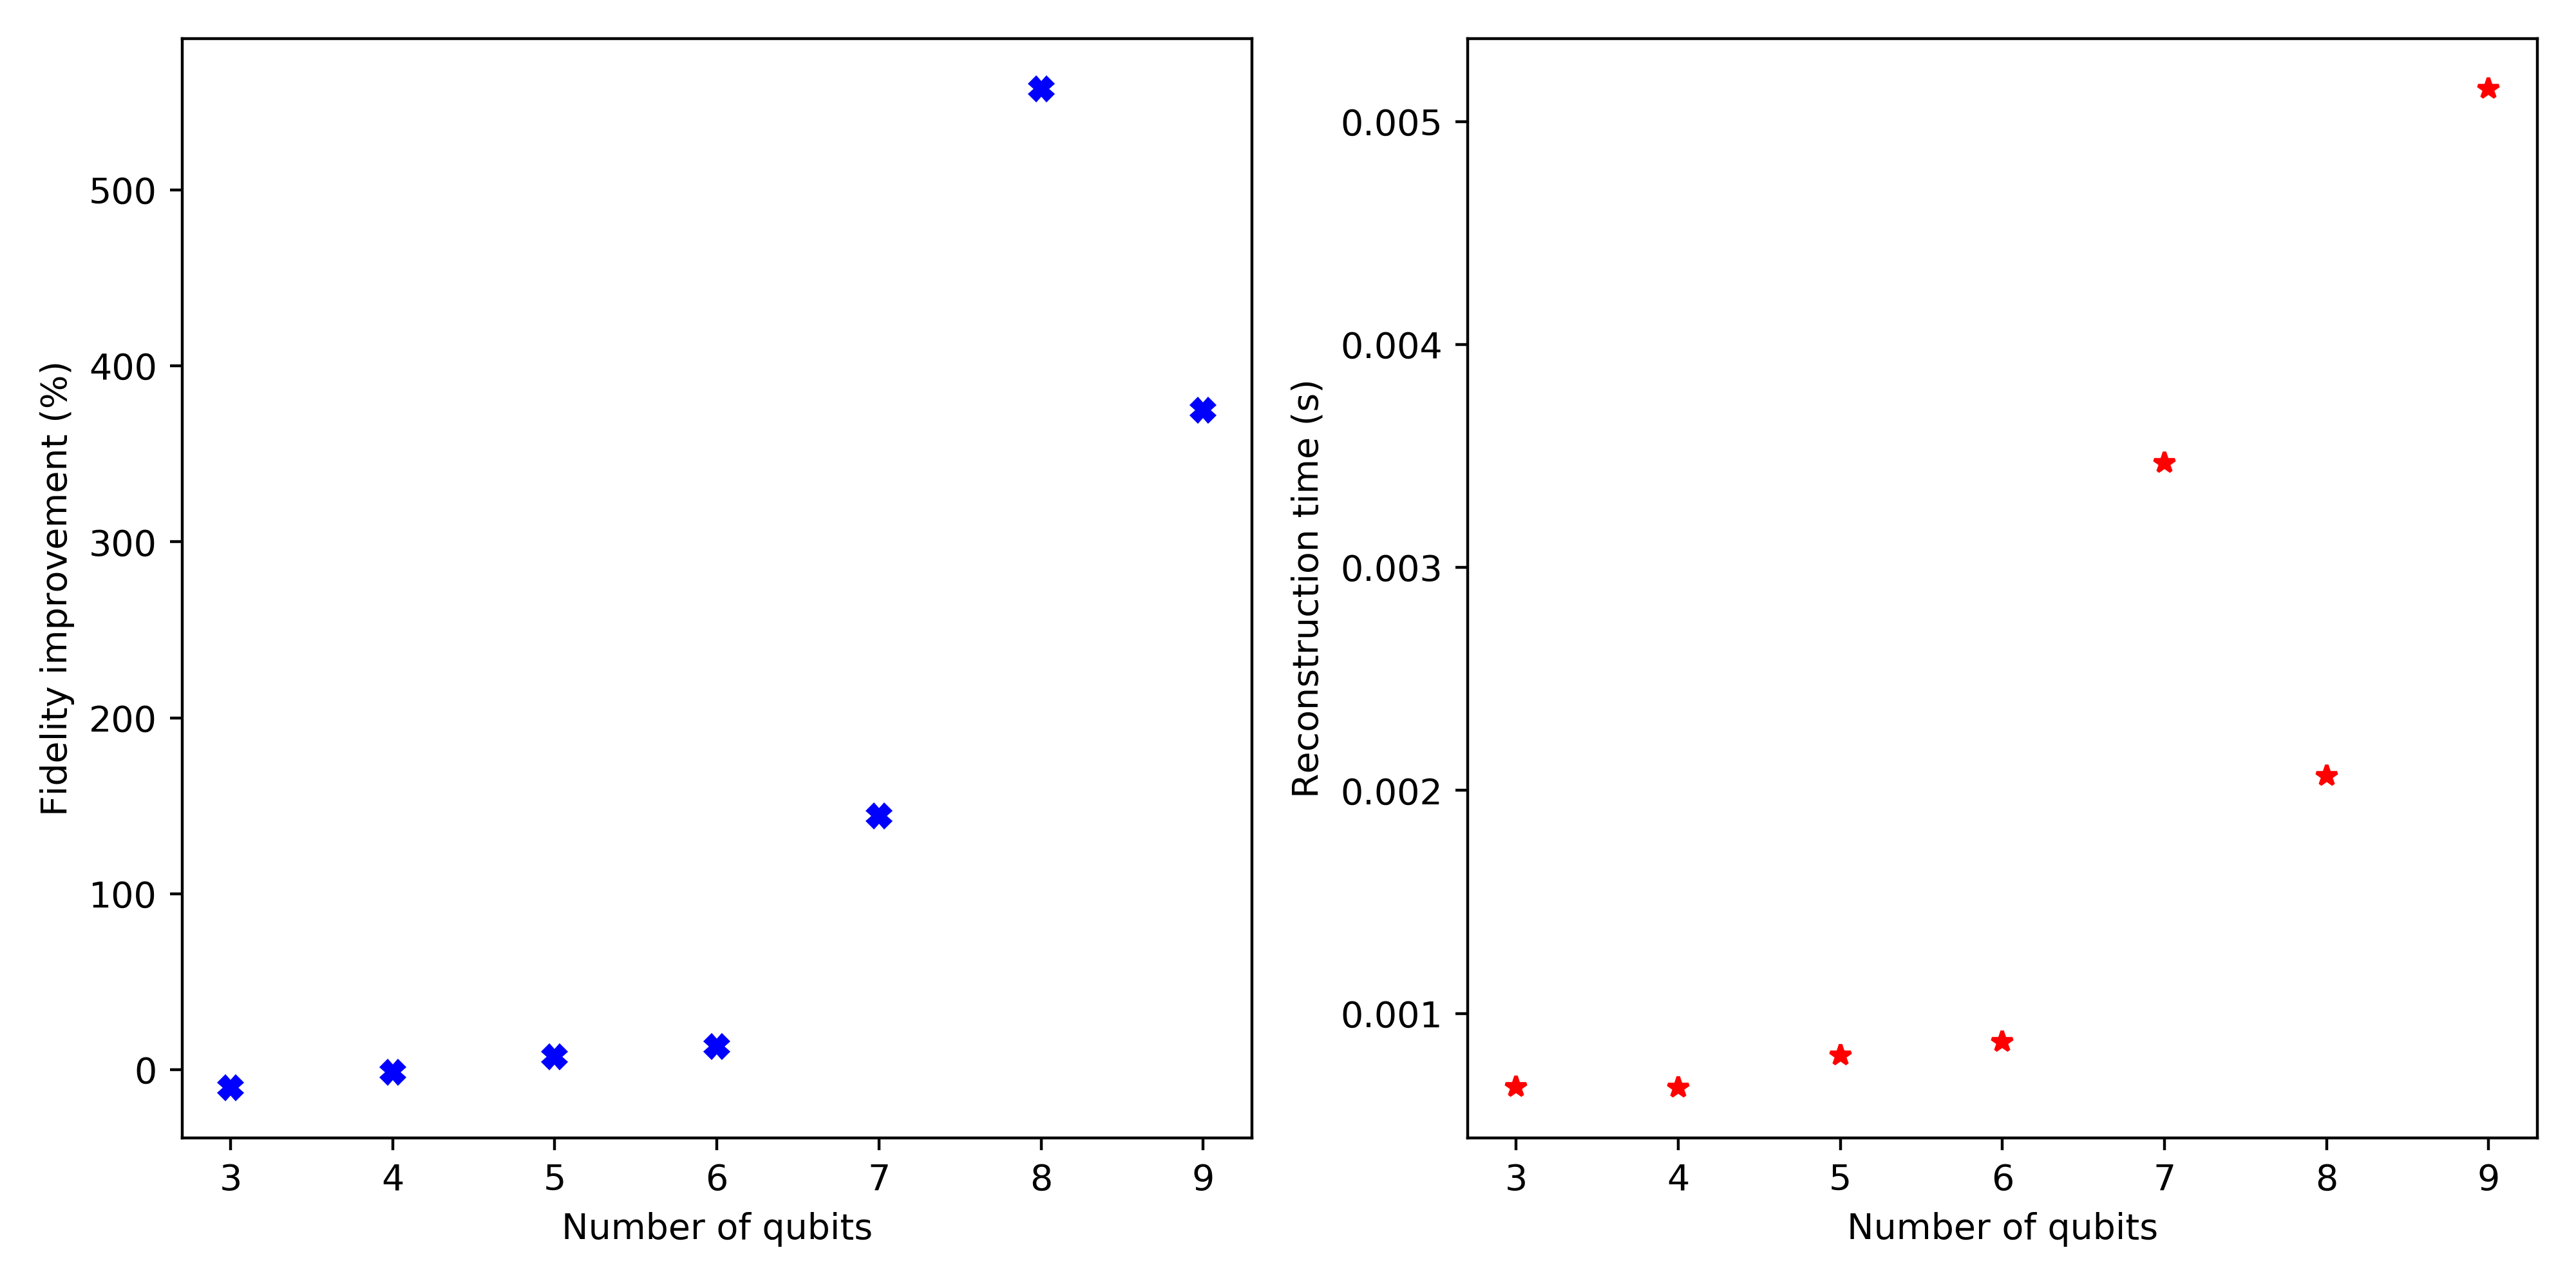 Fidelity improvement (%)
500
400
300
200
100
0
3 4 5 6 7 8 9
Number of qubits
Reconstruction time (s)
0.005
0.004
0.003
0.002
0.001
3 4 5 6 7 8 9
Number of qubits